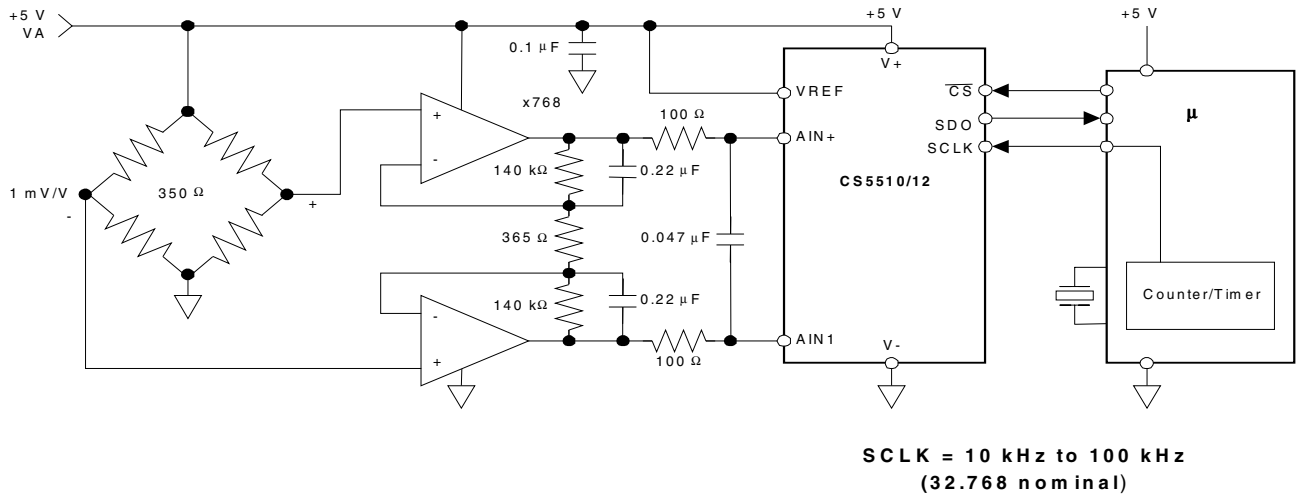 +5 V
VA
+5 V
+5 V
0.1 μF
V+
x768
VREF
CS
100 Ω
SDO
μ
+
AIN+
SCLK
-
140 kΩ
0.22 μF
CS5510/12
1 mV/V
350 Ω
-
+
365 Ω
0.047 μF
140 kΩ
0.22 μF
Counter/Timer
-
AIN1
V-
+
100 Ω
SCLK = 10 kHz to 100 kHz
(32.768 nominal)